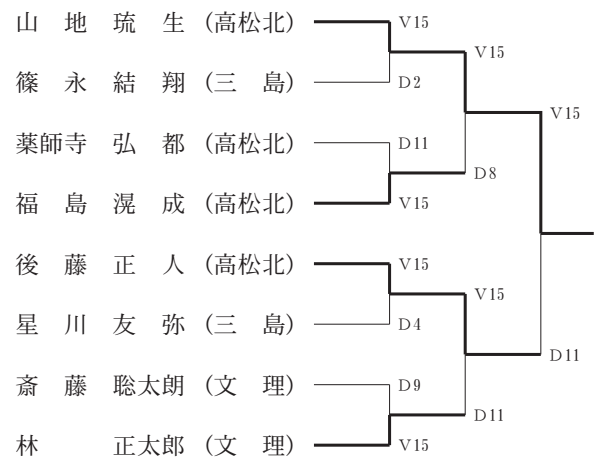 山地琉生 (高松北) V15
V15
篠永結翔 (三島) D2
V15
薬師寺弘都 (高松北) D11
D8
福島滉成 (高松北) V15
後藤正人 (高松北) V15
V15
星川友弥 (三島) D4
D11
斎藤聡太朗 (文理) D9
D11
林正太郎 (文理) V15